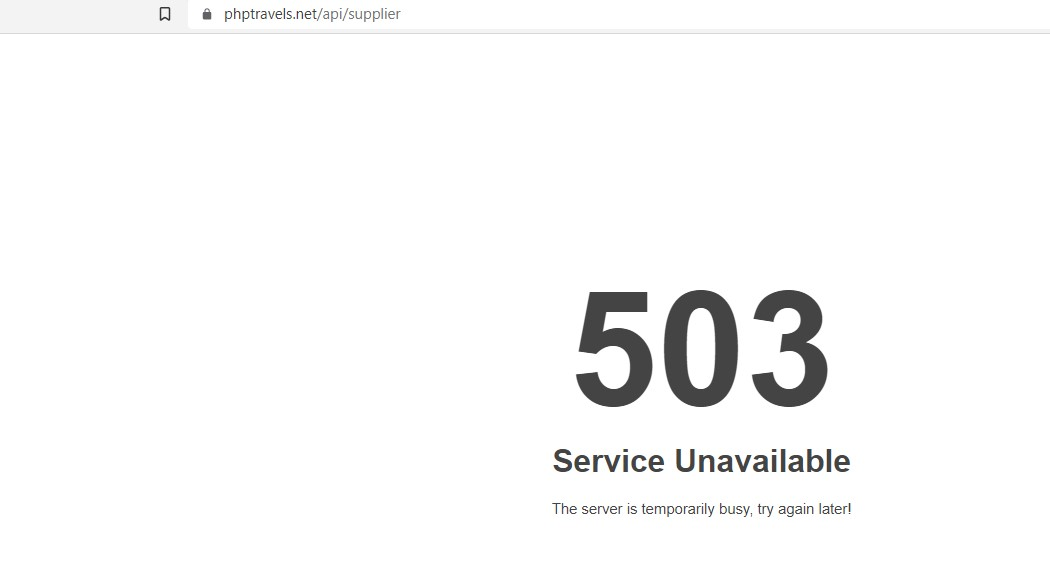 phptravels.net/api/supplier
503
Service Unavailable
The server is temporarily busy, try again later!